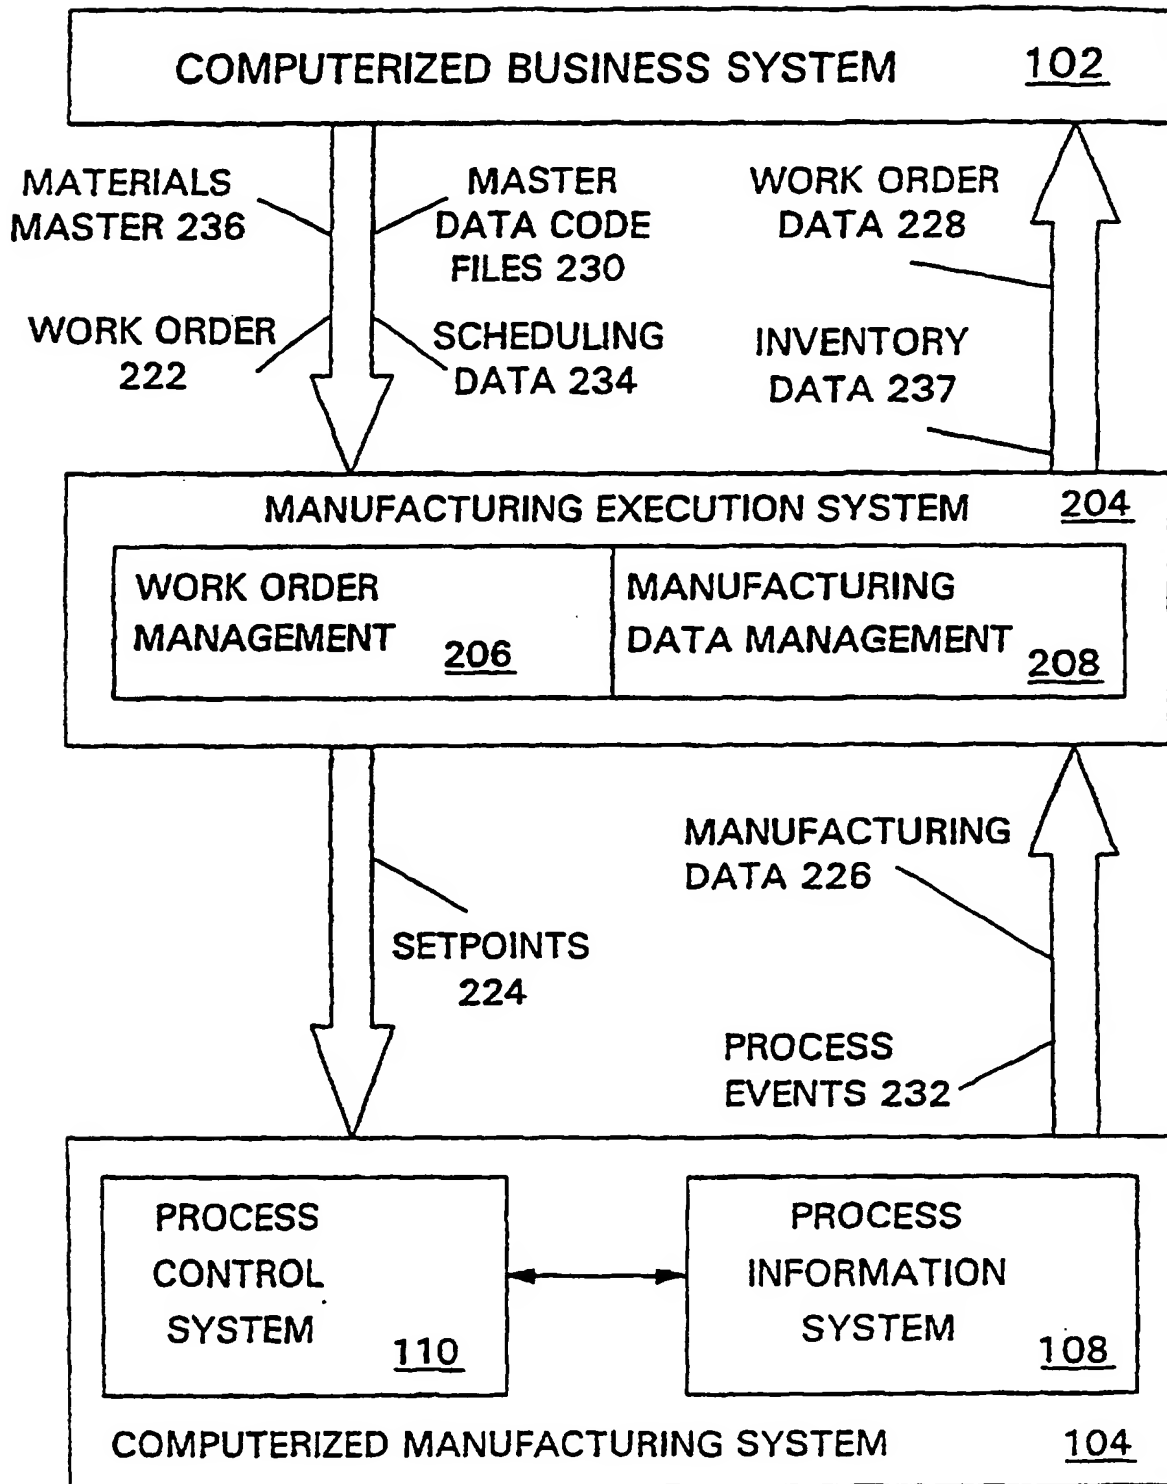 COMPUTERIZED BUSINESS SYSTEM 102
MATERIALS
MASTER 236
MASTER
DATA CODE
FILES 230
WORK ORDER
DATA 228
WORK ORDER
222
SCHEDULING
DATA 234
INVENTORY
DATA 237
MANUFACTURING EXECUTION SYSTEM 204
WORK ORDER
MANAGEMENT 206
MANUFACTURING
DATA MANAGEMENT 208
MANUFACTURING
DATA 226
SETPOINTS
224
PROCESS
EVENTS 232
PROCESS
CONTROL
SYSTEM 110
PROCESS
INFORMATION
SYSTEM 108
COMPUTERIZED MANUFACTURING SYSTEM 104